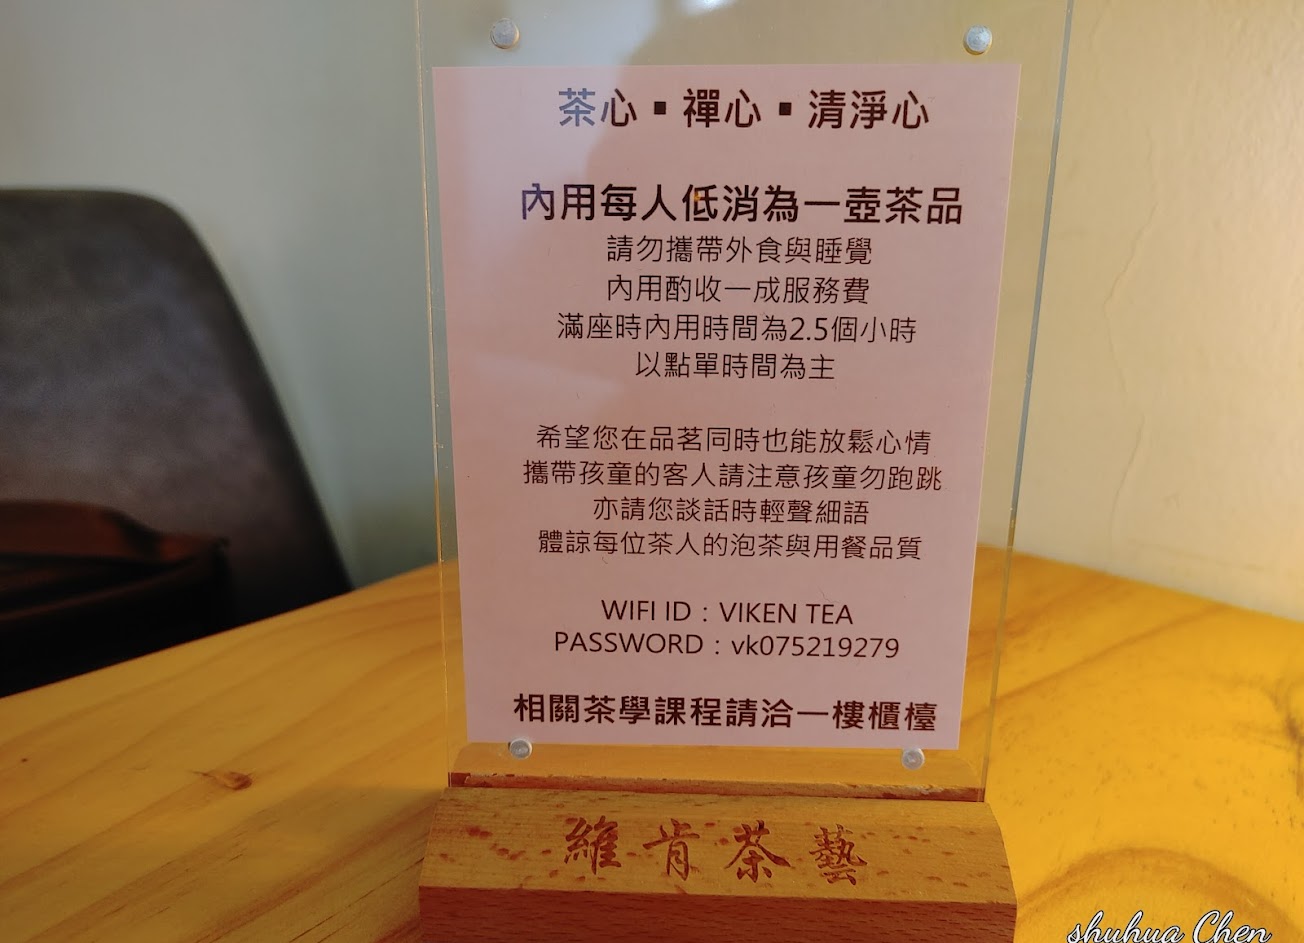 茶心▪禪心▪清淨心
內用每人低消為一壺茶品
請勿攜帶外食與睡覺
內用酌收一成服務費
滿座時內用時間為2.5個小時
以點單時間為主
希望您在品茗同時也能放鬆心情
攜帶孩童的客人請注意孩童勿跑跳
亦請您談話時輕聲細語
體諒每位茶人的泡茶與用餐品質
WIFI ID：VIKEN TEA
PASSWORD：vk075219279
相關茶學課程請洽一樓櫃檯
維肯茶藝
shuhua Chen